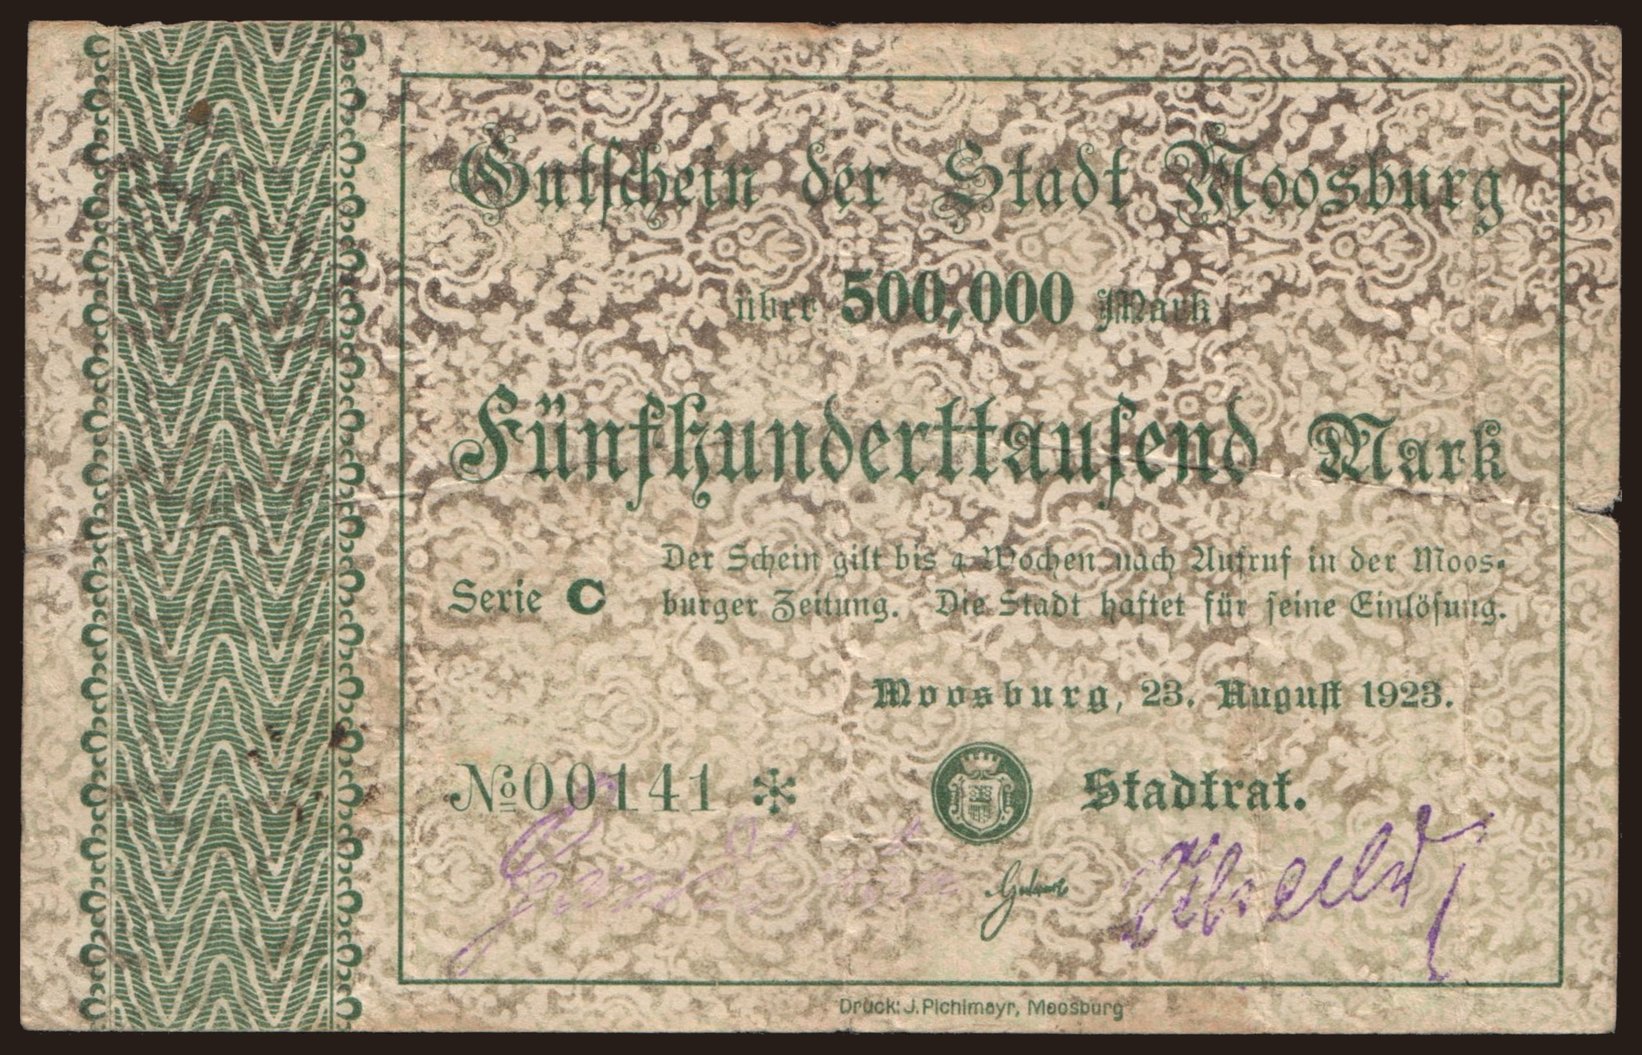 Gutschein der Stadt Moosburg
über 500,000 Mark
Fünfhunderttausend Mark
Der Schein gilt bis 4 Wochen nach Aufruf in der Moos-
Serie C burger Zeitung. Die Stadt haftet für seine Einlösung.
Moosburg, 23. August 1923.
No 00141 * Stadtrat.
Druck: J. Pichlmayr, Moosburg